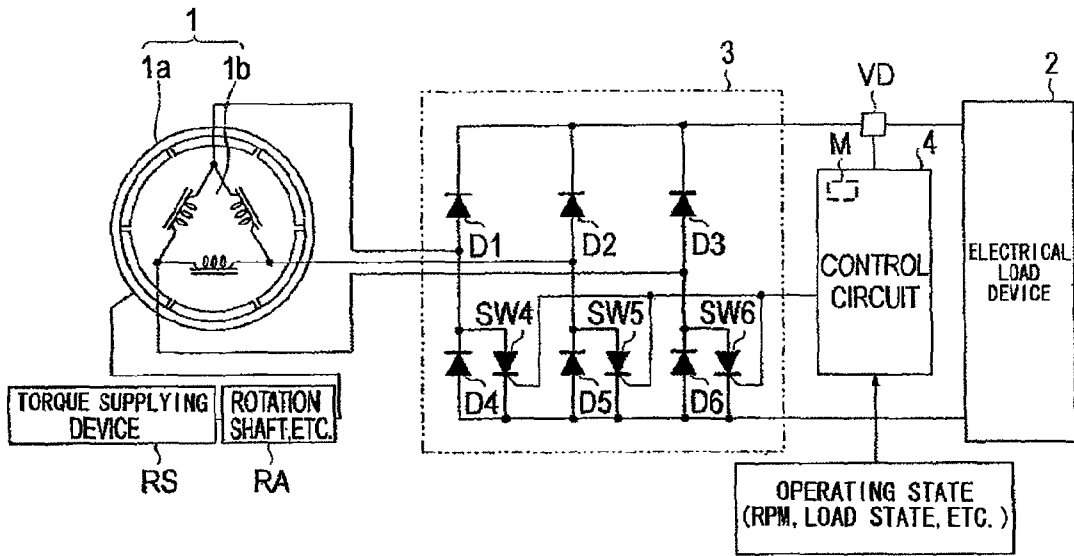 1
1a
1b
3
VD
2
M
4
D1
D2
D3
CONTROL
CIRCUIT
ELECTRICAL
LOAD
DEVICE
SW4
SW5
SW6
D4
D5
D6
TORQUE SUPPLYING
DEVICE
ROTATION
SHAFT,ETC.
RS
RA
OPERATING STATE
(RPM, LOAD STATE, ETC.)